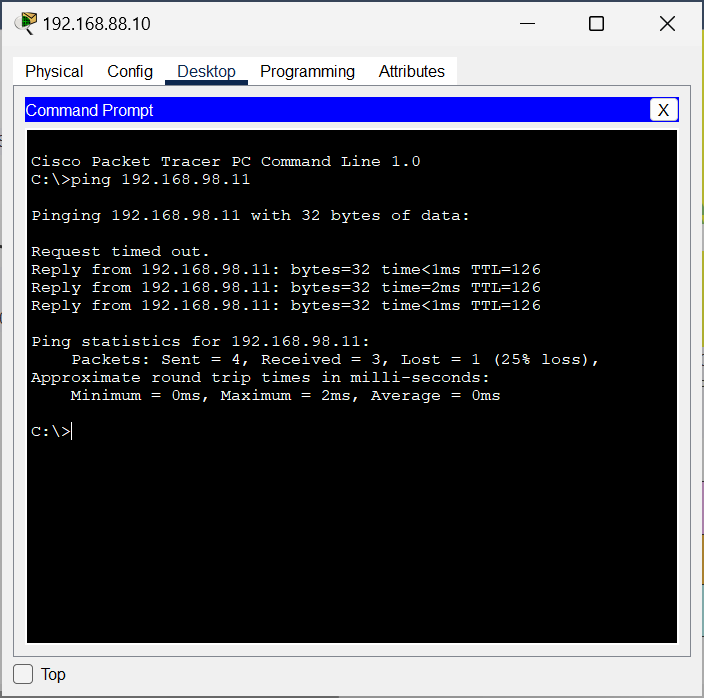 192.168.88.10
Physical Config Desktop Programming Attributes
Command Prompt X
Cisco Packet Tracer PC Command Line 1.0
C:\>ping 192.168.98.11
Pinging 192.168.98.11 with 32 bytes of data:
Request timed out.
Reply from 192.168.98.11: bytes=32 time<1ms TTL=126
Reply from 192.168.98.11: bytes=32 time=2ms TTL=126
Reply from 192.168.98.11: bytes=32 time<1ms TTL=126
Ping statistics for 192.168.98.11:
    Packets: Sent = 4, Received = 3, Lost = 1 (25% loss),
Approximate round trip times in milli-seconds:
    Minimum = 0ms, Maximum = 2ms, Average = 0ms
C:\>
Top